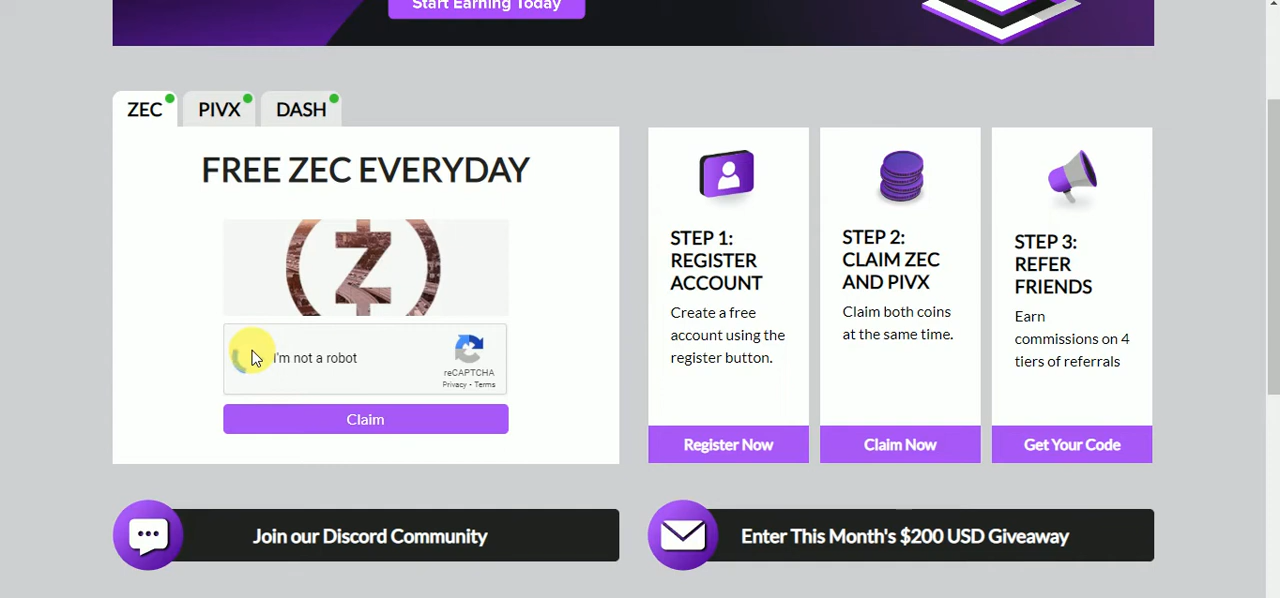 Start Earning Today
ZEC
PIVX
DASH
FREE ZEC EVERYDAY
I'm not a robot
reCAPTCHA
Privacy • Terms
Claim
STEP 1:
REGISTER
ACCOUNT
Create a free
account using the
register button.
Register Now
STEP 2:
CLAIM ZEC
AND PIVX
Claim both coins
at the same time.
Claim Now
STEP 3:
REFER
FRIENDS
Earn
commissions on 4
tiers of referrals
Get Your Code
Join our Discord Community
Enter This Month's $200 USD Giveaway